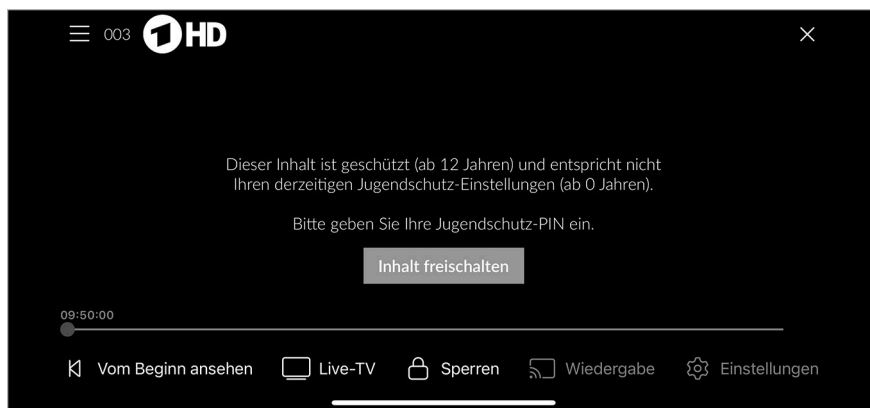 003 1 HD
Dieser Inhalt ist geschützt (ab 12 Jahren) und entspricht nicht
Ihren derzeitigen Jugendschutz-Einstellungen (ab 0 Jahren).
Bitte geben Sie Ihre Jugendschutz-PIN ein.
Inhalt freischalten
09:50:00
Vom Beginn ansehen Live-TV Sperren Wiedergabe Einstellungen